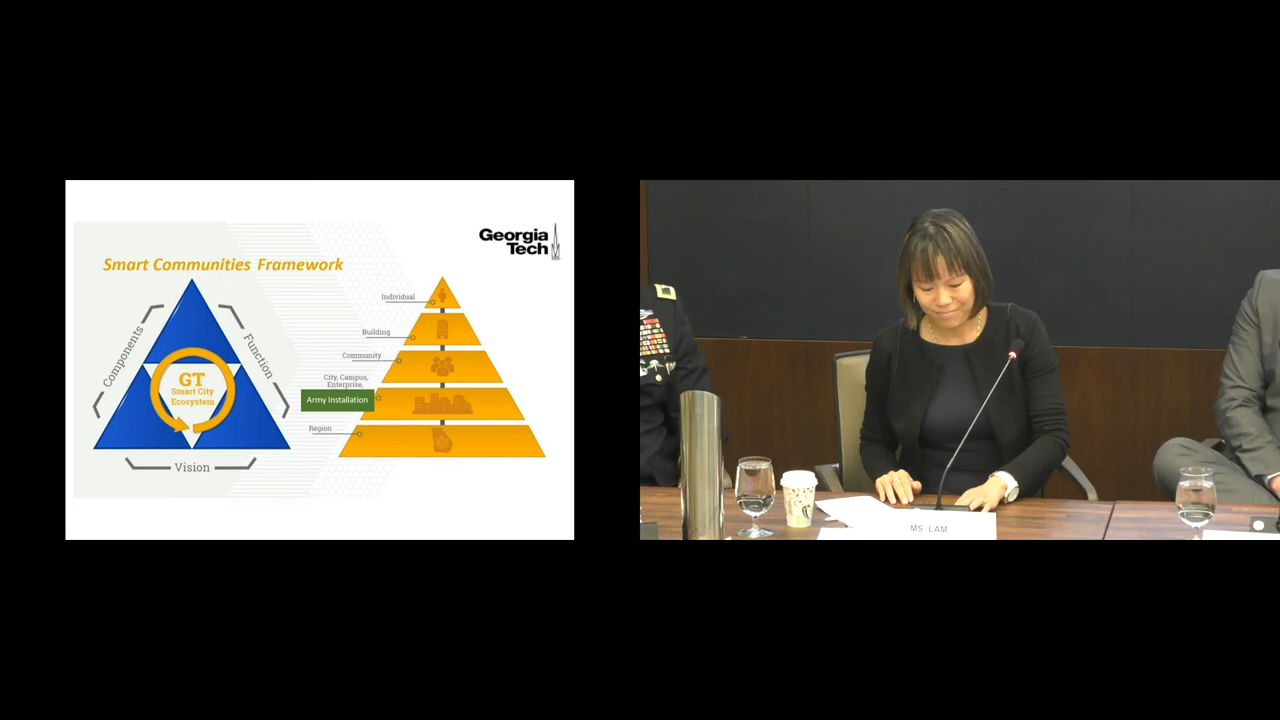 Georgia
Tech
Smart Communities Framework
Components
Function
Vision
GT
Smart City
Ecosystem
Individual
Building
Community
City, Campus,
Enterprise,
Army Installation
Region
MS. LAM